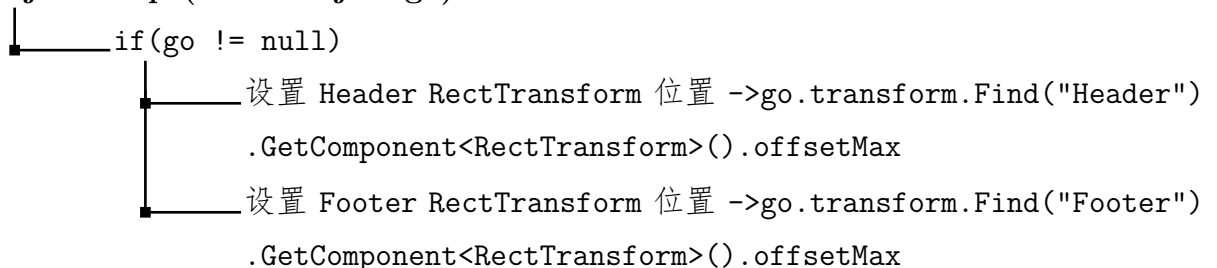 if(go != null)
设置 Header RectTransform 位置 ->go.transform.Find("Header")
.GetComponent<RectTransform>().offsetMax
设置 Footer RectTransform 位置 ->go.transform.Find("Footer")
.GetComponent<RectTransform>().offsetMax